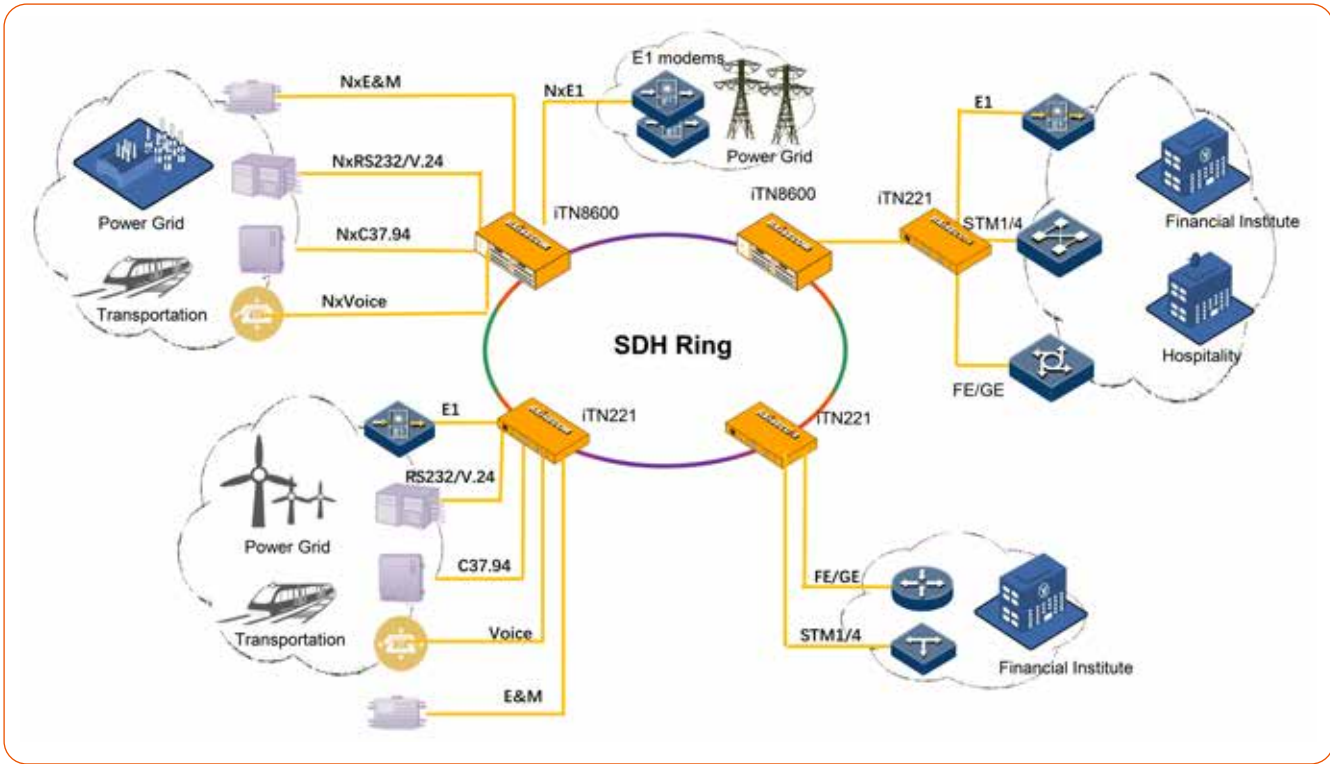 E1 modems
NxE&M
NxE1
E1
Power Grid
NxRS232/V.24
iTN8600
iTN8600
iTN221
Power Grid
Financial Institute
STM1/4
NxC37.94
NxVoice
Transportation
SDH Ring
Hospitality
FE/GE
E1
iTN221
iTN221
RS232/V.24
Power Grid
C37.94
FE/GE
Voice
STM1/4
Transportation
Financial Institute
E&M